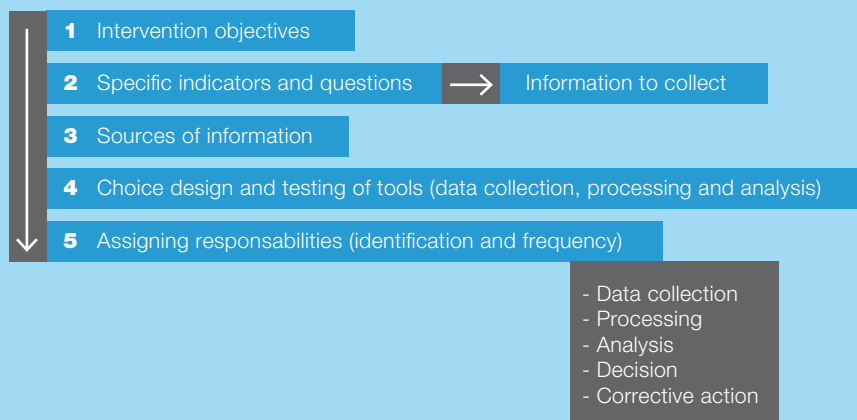 1 Intervention objectives
2 Specific indicators and questions Information to collect
3 Sources of information
4 Choice design and testing of tools (data collection, processing and analysis)
5 Assigning responsabilities (identification and frequency)
- Data collection
- Processing
- Analysis
- Decision
- Corrective action